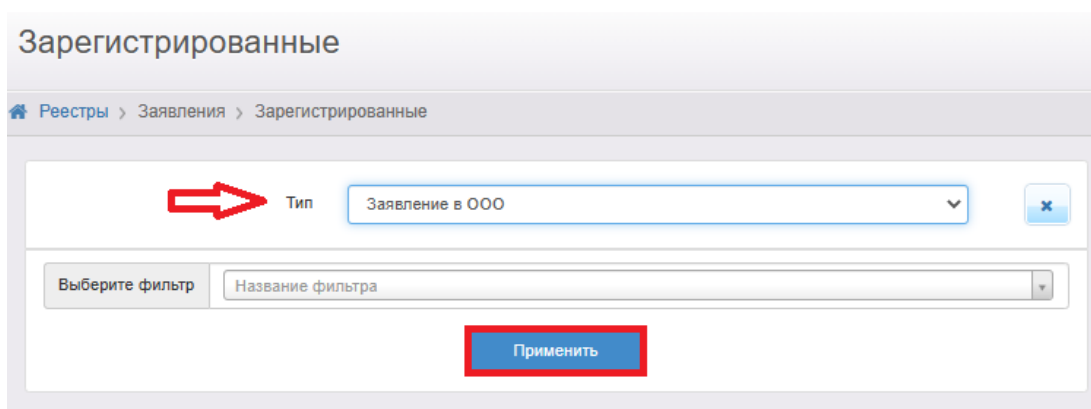 Зарегистрированные
Реестры > Заявления > Зарегистрированные
Тип Заявление в ООО
Выберите фильтр Название фильтра
Применить